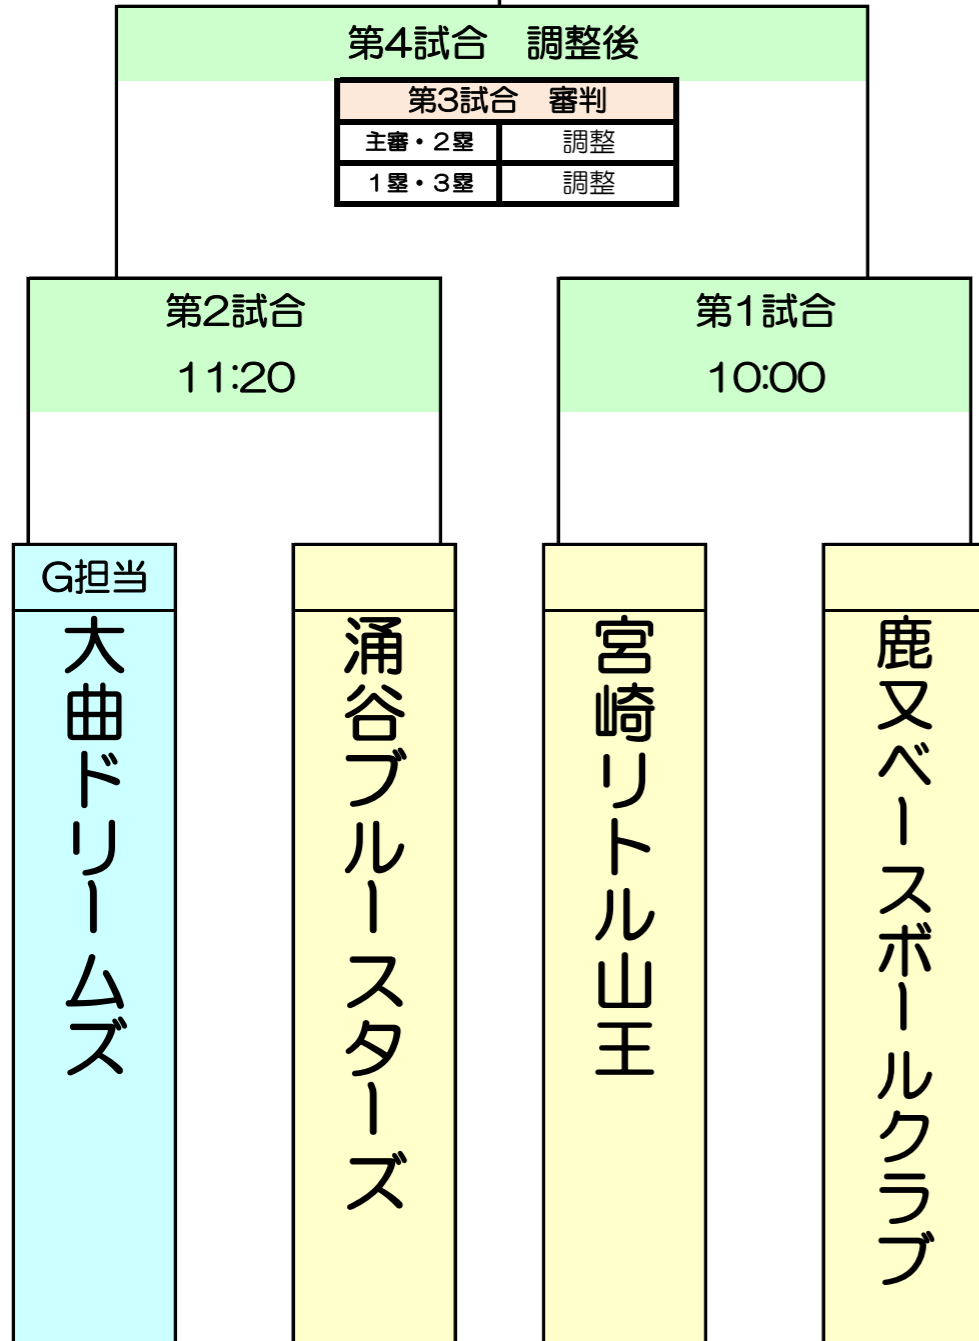 第4試合　調整後
第3試合　審判
主審・2塁　調整
1塁・3塁　調整
第2試合
11:20
第1試合
10:00
G担当
大曲ドリームズ
涌谷ブルースターズ
宮崎リトル山王
鹿又ベースボールクラブ